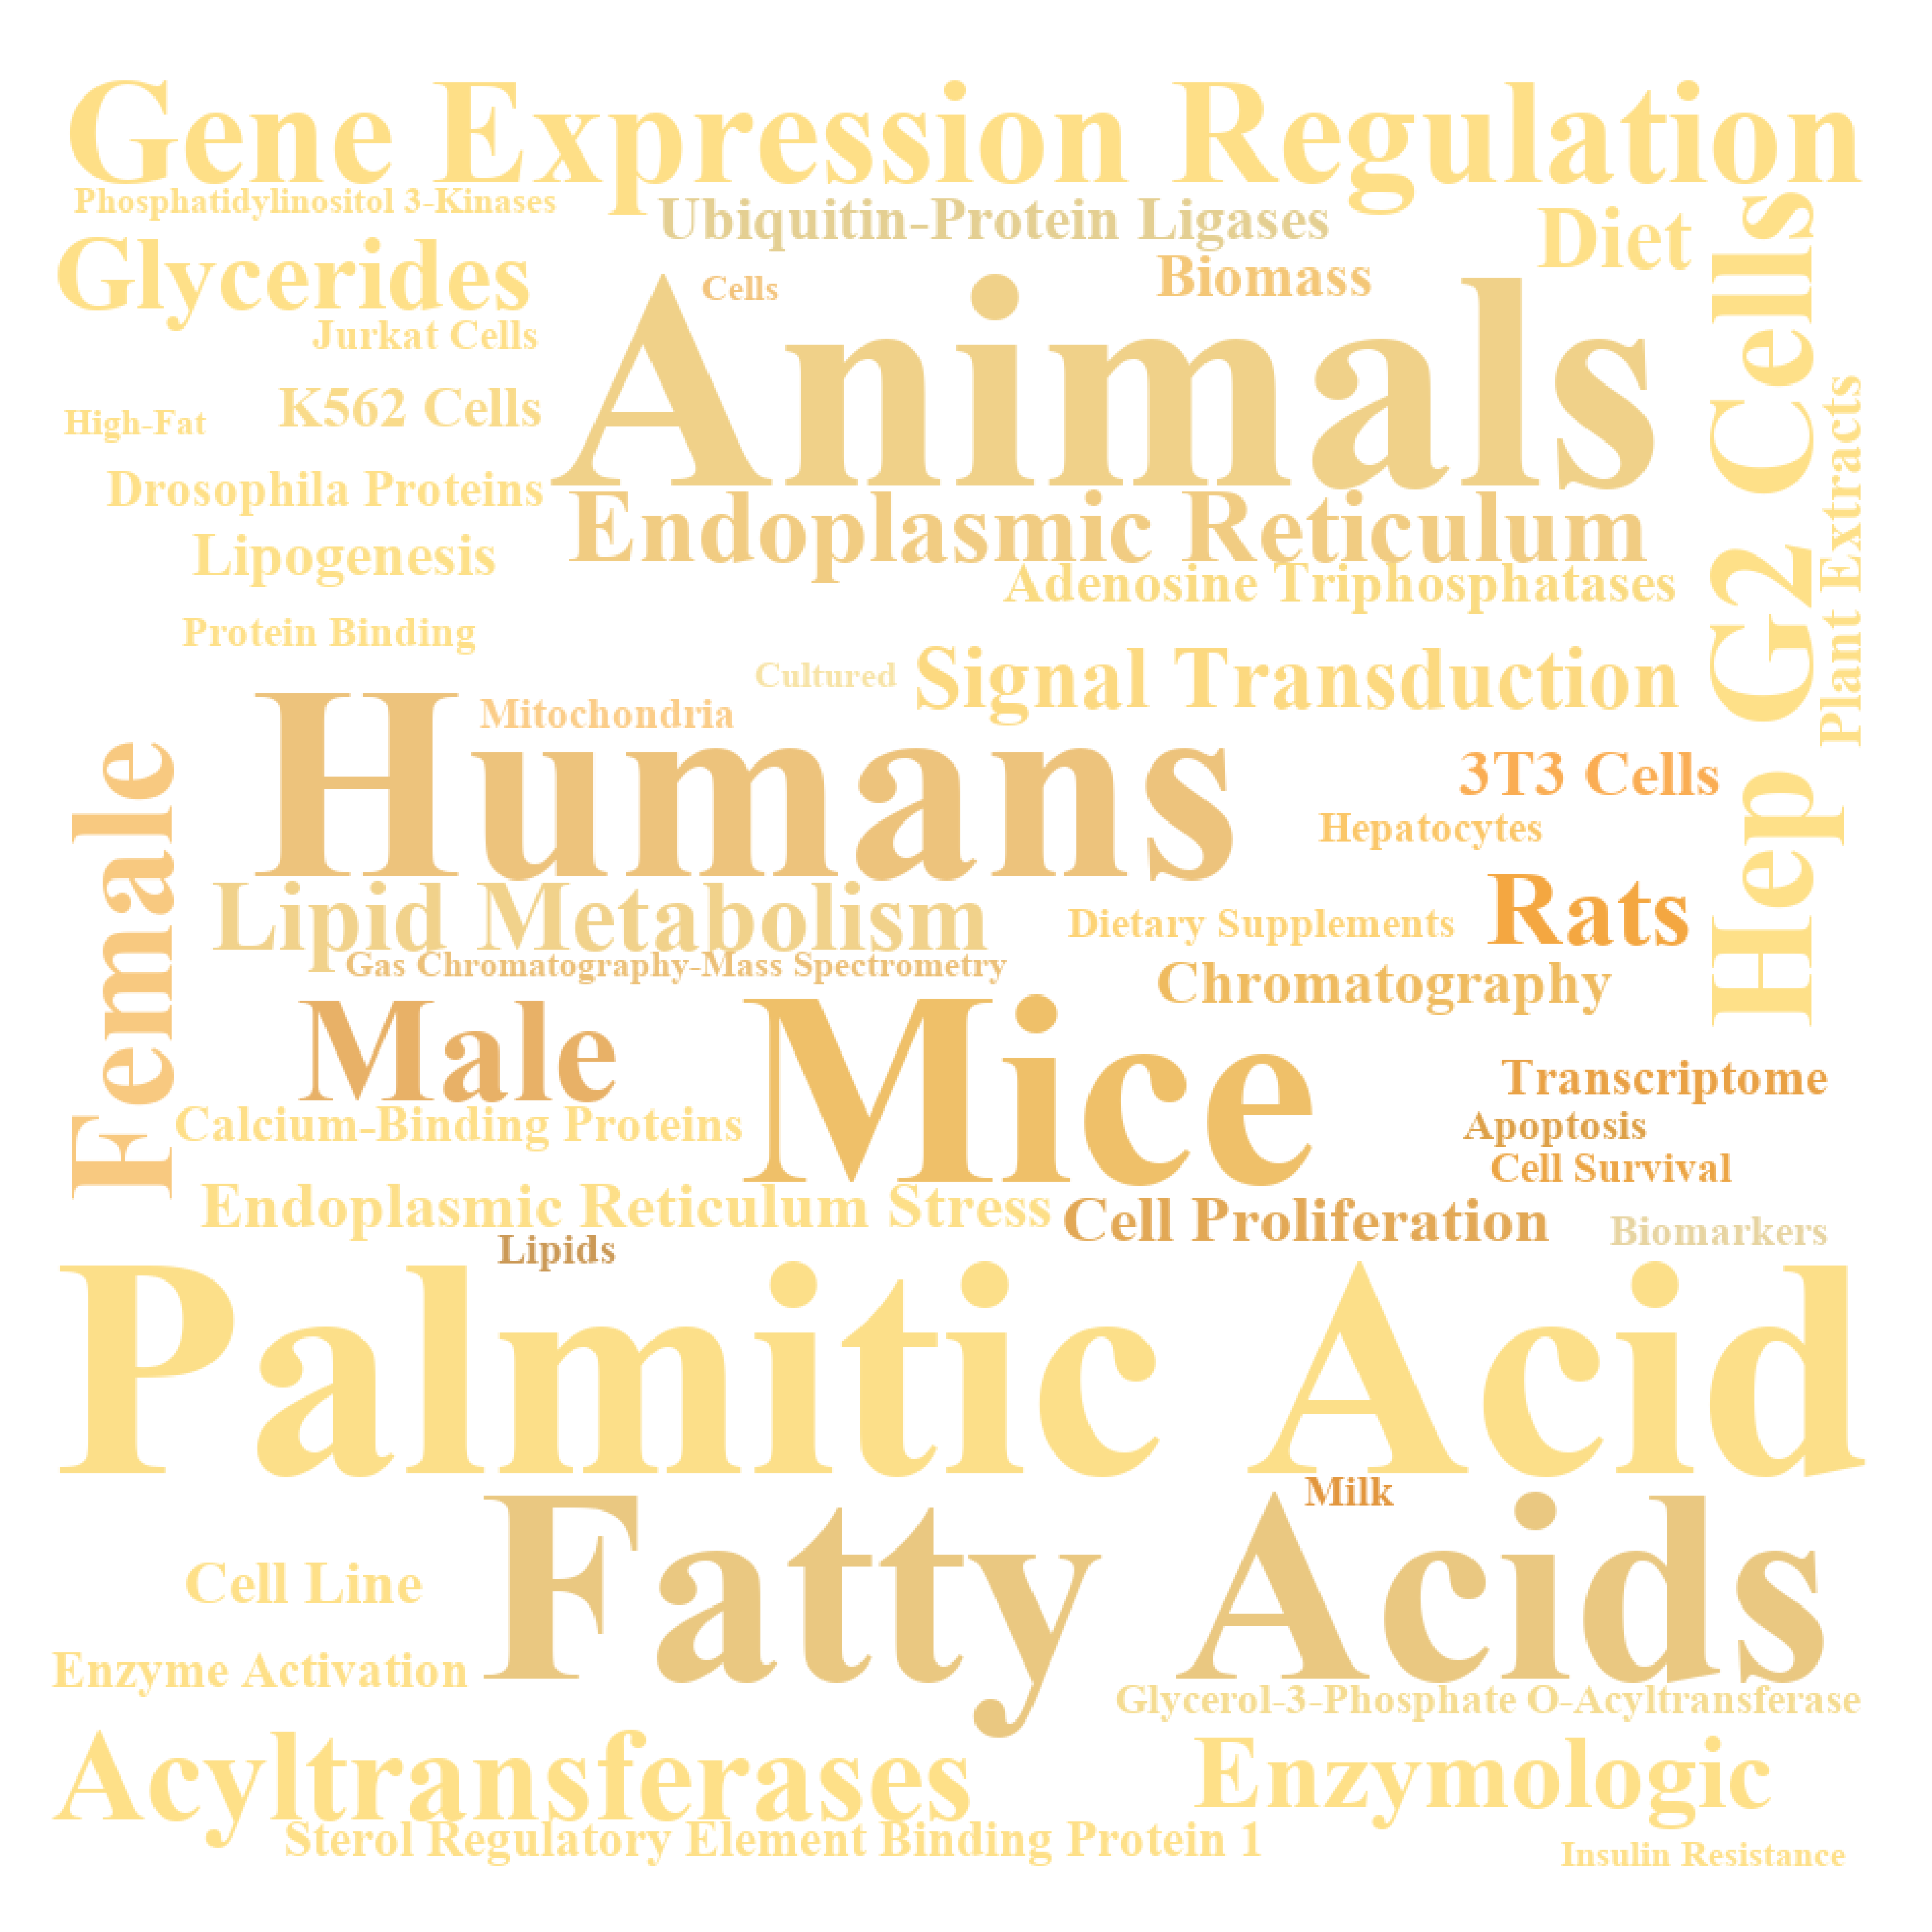 Gene Expression Regulation
Phosphatidylinositol 3-Kinases
Ubiquitin-Protein Ligases
Diet
Glycerides
Cells
Biomass
Jurkat Cells
Animals
Hep G2 Cells
K562 Cells
High-Fat
Plant Extracts
Drosophila Proteins
Endoplasmic Reticulum
Lipogenesis
Adenosine Triphosphatases
Protein Binding
Cultured
Signal Transduction
Mitochondria
Humans
3T3 Cells
Hepatocytes
Female
Lipid Metabolism
Dietary Supplements
Rats
Gas Chromatography-Mass Spectrometry
Chromatography
Male
Mice
Transcriptome
Calcium-Binding Proteins
Apoptosis
Cell Survival
Endoplasmic Reticulum Stress
Cell Proliferation
Biomarkers
Lipids
Palmitic Acid
Milk
Fatty Acids
Cell Line
Enzyme Activation
Glycerol-3-Phosphate O-Acyltransferase
Acyltransferases
Enzymologic
Sterol Regulatory Element Binding Protein 1
Insulin Resistance